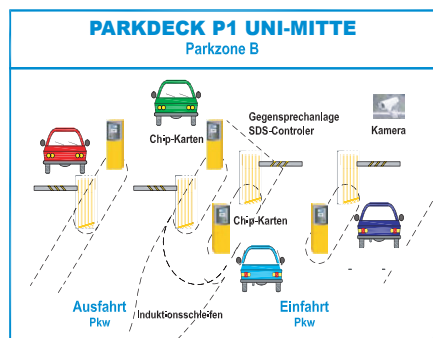 PARKDECK P1 UNI-MITTE
Parkzone B
Gegensprechanlage
SDS-Controler
Kamera
Chip-Karten
Chip-Karten
Ausfahrt
Pkw
Induktionsschleifen
Einfahrt
Pkw